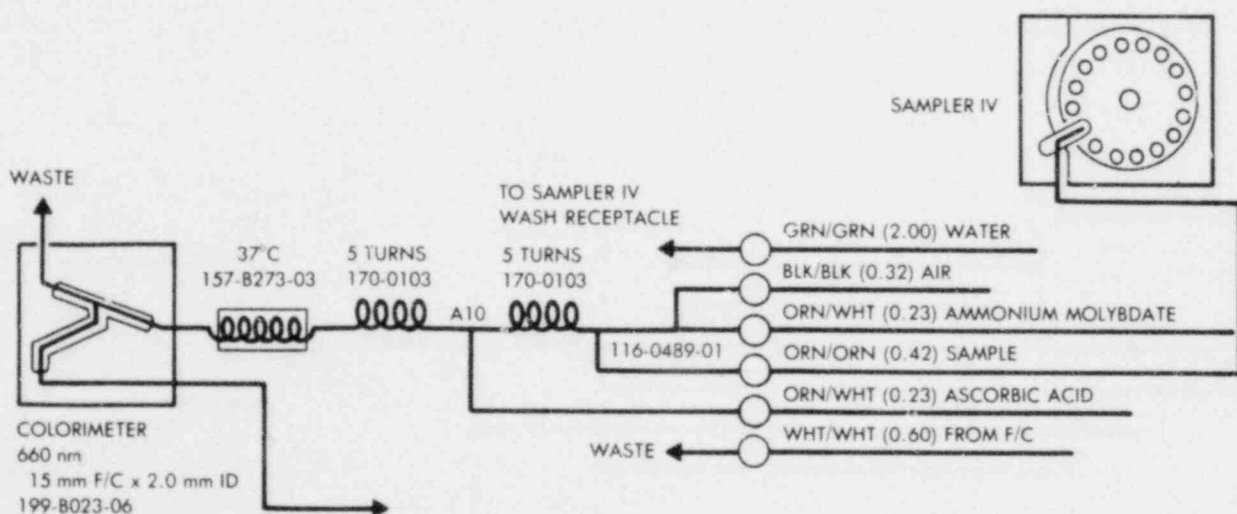 SAMPLER IV
WASTE
TO SAMPLER IV
WASH RECEPTACLE
37°C
157-B273-03
5 TURNS
170-0103
5 TURNS
170-0103
A10
116-0489-01
GRN/GRN (2.00) WATER
BLK/BLK (0.32) AIR
ORN/WHT (0.23) AMMONIUM MOLYBDATE
ORN/ORN (0.42) SAMPLE
ORN/WHT (0.23) ASCORBIC ACID
WHT/WHT (0.60) FROM F/C
WASTE
COLORIMETER
660 nm
15 mm F/C x 2.0 mm ID
199-B023-06